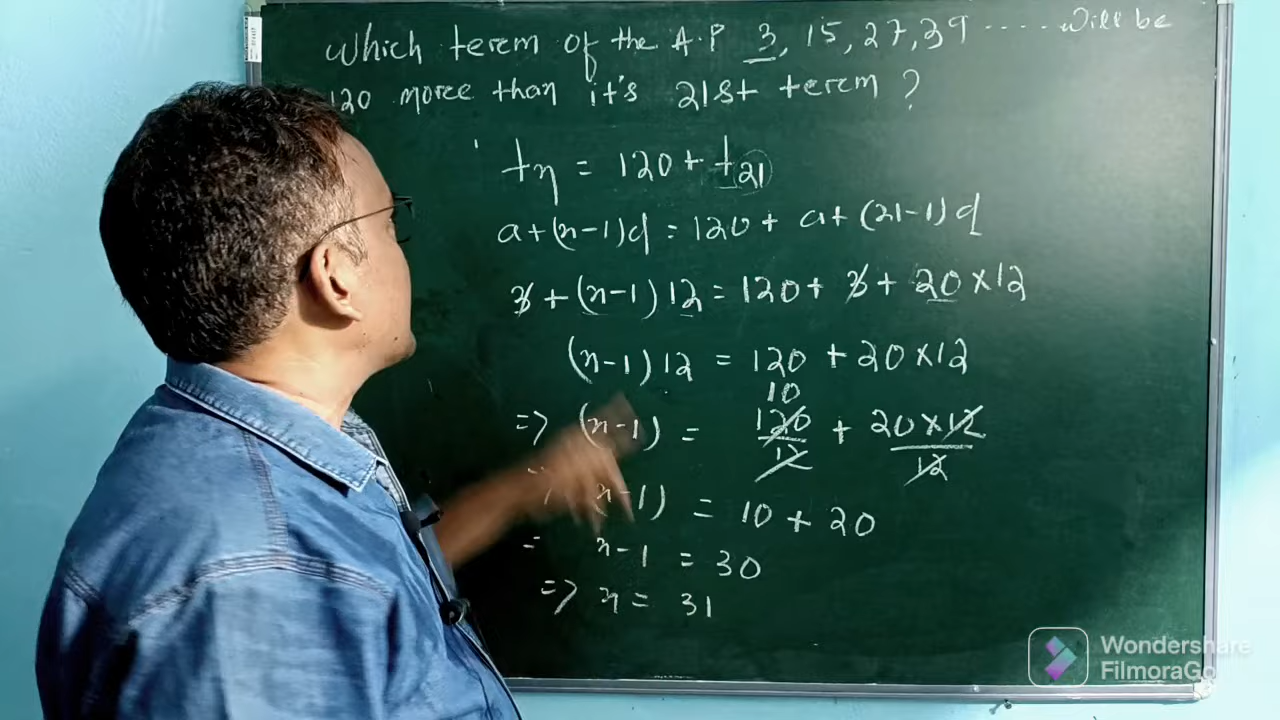 which terem of the A.P 3, 15, 27, 39 ..... will be
120 moree than it's 21st terem ?
tn = 120 + t21
a+(n-1)d = 120 + a+(21-1)d
3 + (n-1) 12 = 120 + 3 + 20 × 12
(n-1) 12 = 120 + 20×12
10
=> (n-1) = 120/12 + 20×12/12
(n-1) = 10 + 20
= n-1 = 30
=> n = 31
Wondershare
FilmoraGo